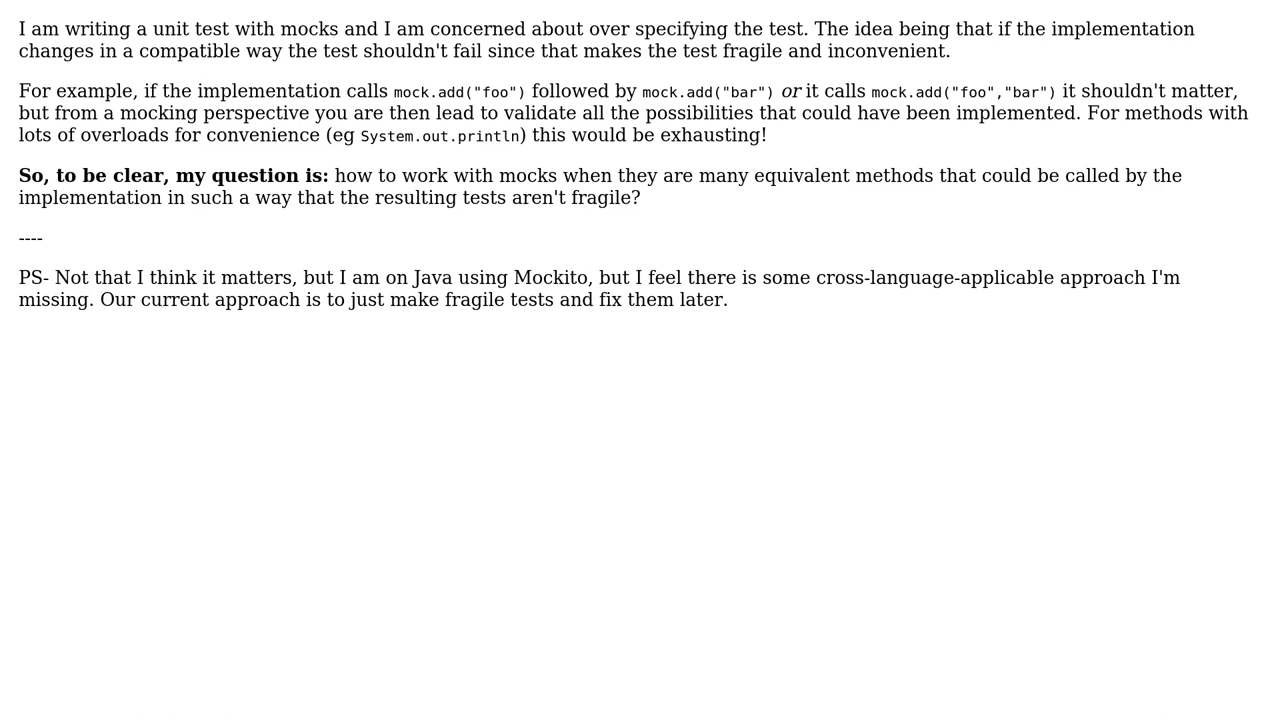 I am writing a unit test with mocks and I am concerned about over specifying the test. The idea being that if the implementation
changes in a compatible way the test shouldn't fail since that makes the test fragile and inconvenient.
For example, if the implementation calls mock.add("foo") followed by mock.add("bar") or it calls mock.add("foo","bar") it shouldn't matter,
but from a mocking perspective you are then lead to validate all the possibilities that could have been implemented. For methods with
lots of overloads for convenience (eg System.out.println) this would be exhausting!
So, to be clear, my question is: how to work with mocks when they are many equivalent methods that could be called by the
implementation in such a way that the resulting tests aren't fragile?
----
PS- Not that I think it matters, but I am on Java using Mockito, but I feel there is some cross-language-applicable approach I'm
missing. Our current approach is to just make fragile tests and fix them later.